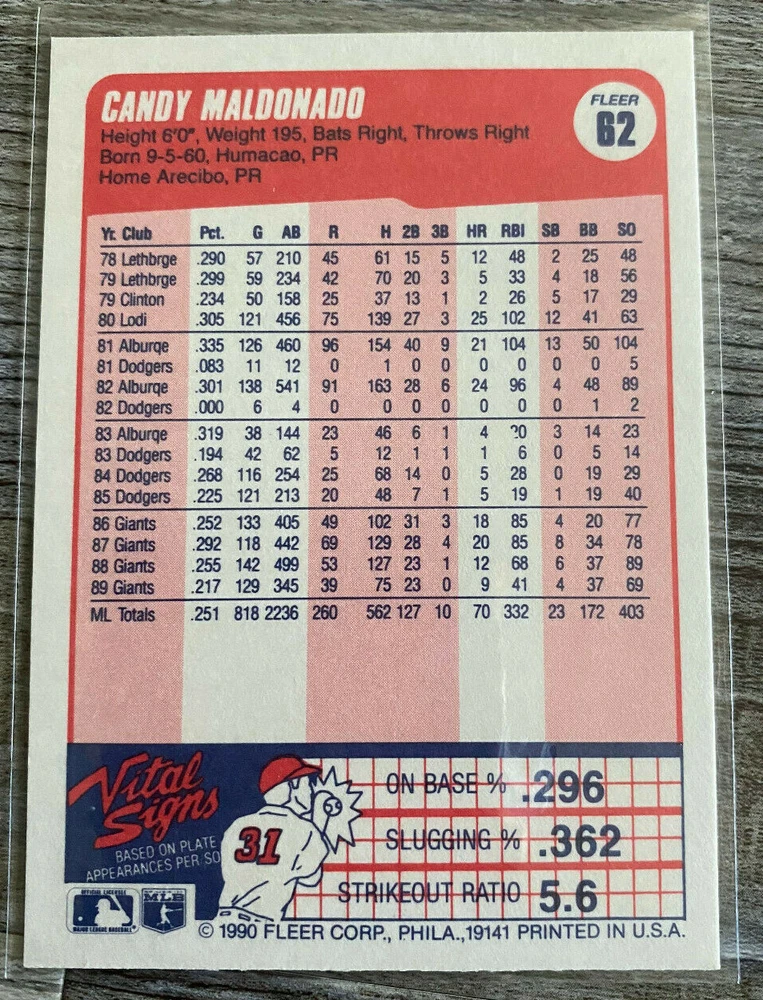 CANDY MALDONADO
FLEER
62
Height 6'0", Weight 195, Bats Right, Throws Right
Born 9-5-60, Humacao, PR
Home Arecibo, PR
Yr. Club Pct. G AB R H 2B 3B HR RBI SB BB SO
78 Lethbrge .290 57 210 45 61 15 5 12 48 2 25 48
79 Lethbrge .299 59 234 42 70 20 3 5 33 4 18 56
79 Clinton .234 50 158 25 37 13 1 2 26 5 17 29
80 Lodi .305 121 456 75 139 27 3 25 102 12 41 63
81 Alburqe .335 126 460 96 154 40 9 21 104 13 50 104
81 Dodgers .083 11 12 0 1 0 0 0 0 0 0 5
82 Alburqe .301 138 541 91 163 28 6 24 96 4 48 89
82 Dodgers .000 6 4 0 0 0 0 0 0 0 1 2
83 Alburqe .319 38 144 23 46 6 1 4 20 3 14 23
83 Dodgers .194 42 62 5 12 1 1 1 6 0 5 14
84 Dodgers .268 116 254 25 68 14 0 5 28 0 19 29
85 Dodgers .225 121 213 20 48 7 1 5 19 1 19 40
86 Giants .252 133 405 49 102 31 3 18 85 4 20 77
87 Giants .292 118 442 69 129 28 4 20 85 8 34 78
88 Giants .255 142 499 53 127 23 1 12 68 6 37 89
89 Giants .217 129 345 39 75 23 0 9 41 4 37 69
ML Totals .251 818 2236 260 562 127 10 70 332 23 172 403
Vital
Signs
BASED ON PLATE
APPEARANCES PER SO
31
ON BASE % .296
SLUGGING % .362
STRIKEOUT RATIO 5.6
OFFICIAL LICENSEE
MAJOR LEAGUE BASEBALL
MLB
© 1990 FLEER CORP., PHILA., 19141 PRINTED IN U.S.A.